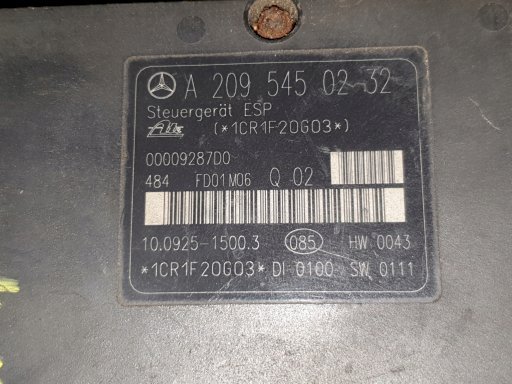 A 209 545 02 32
Steuergerät ESP
Ate (*1CR1F20G03*)
00009287D0
484 FD01M06 Q 02
10.0925-1500.3 085 HW 0043
*1CR1F20G03* DI 0100 SW 0111